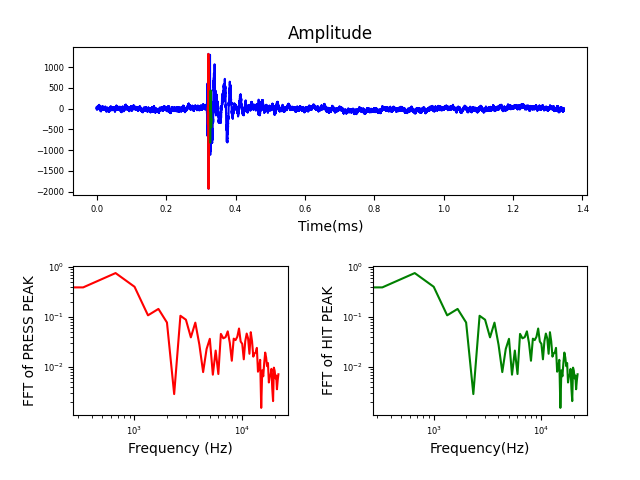 Amplitude
1000
500
0
−500
−1000
−1500
−2000
0.0 0.2 0.4 0.6 0.8 1.0 1.2 1.4
Time(ms)
FFT of PRESS PEAK
10⁰
10⁻¹
10⁻²
10³ 10⁴
Frequency (Hz)
FFT of HIT PEAK
10⁰
10⁻¹
10⁻²
10³ 10⁴
Frequency(Hz)